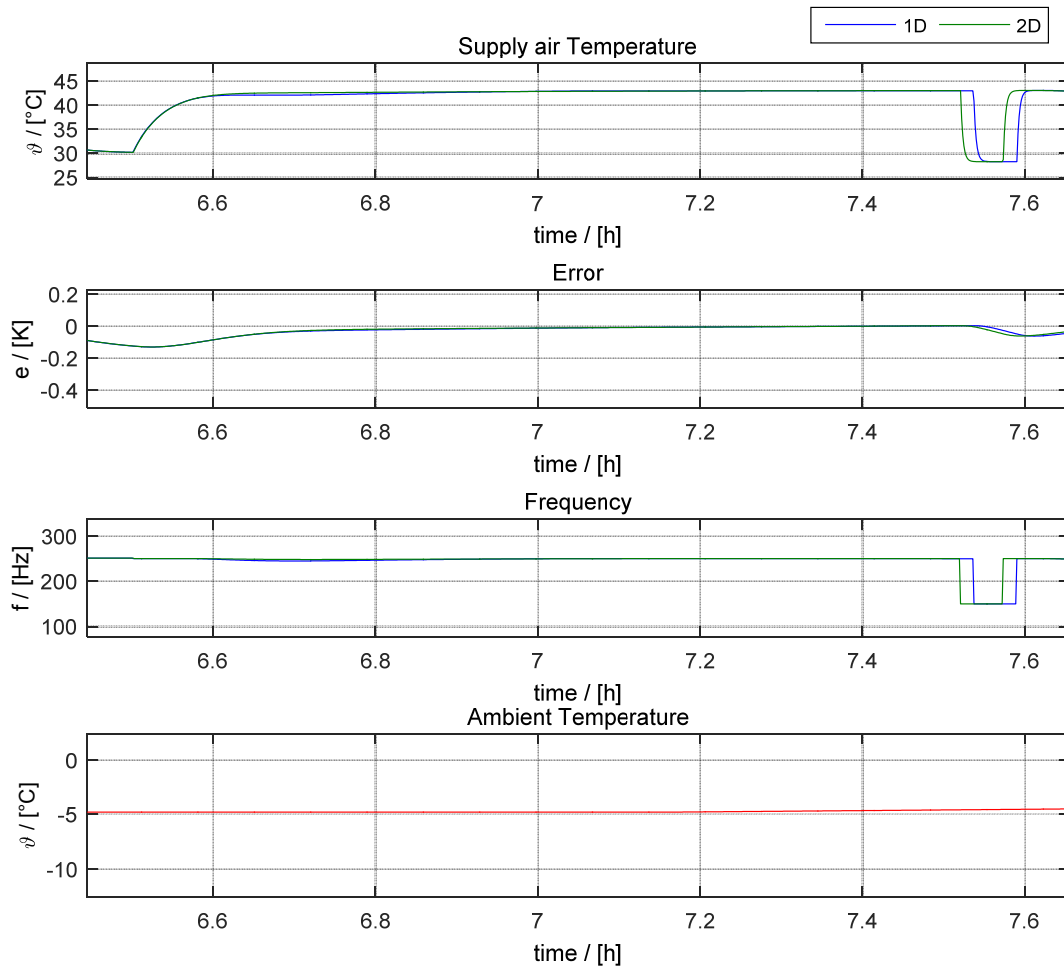 1D 2D
Supply air Temperature
ϑ / [°C]
45
40
35
30
25
6.6 6.8 7 7.2 7.4 7.6
time / [h]
Error
e / [K]
0.2
0
-0.2
-0.4
6.6 6.8 7 7.2 7.4 7.6
time / [h]
Frequency
f / [Hz]
300
200
100
6.6 6.8 7 7.2 7.4 7.6
time / [h]
Ambient Temperature
ϑ / [°C]
0
-5
-10
6.6 6.8 7 7.2 7.4 7.6
time / [h]